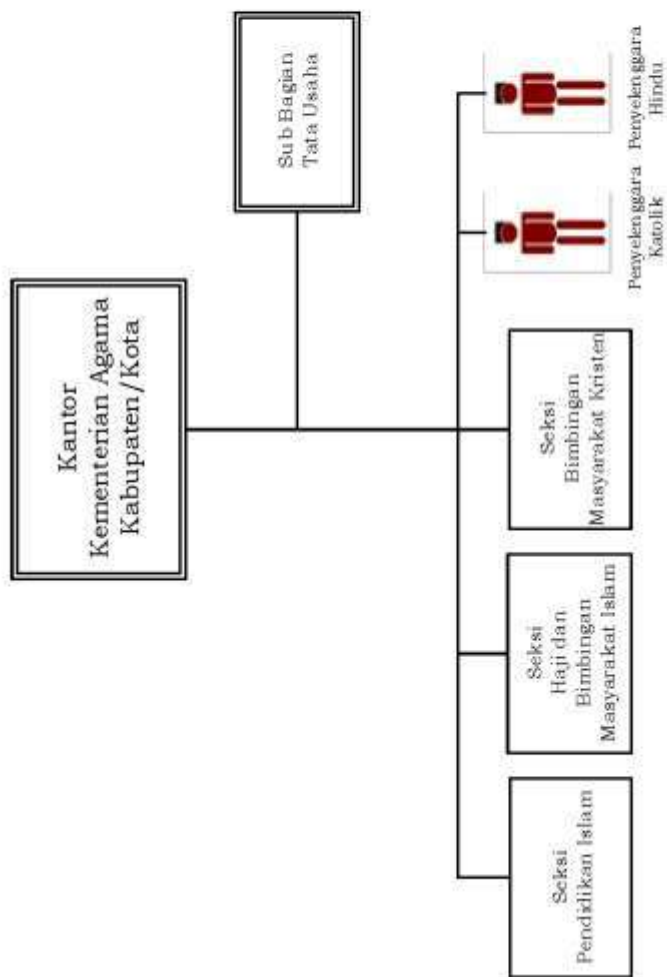 Kantor
Kementerian Agama
Kabupaten/Kota
Sub Bagian
Tata Usaha
Seksi
Pendidikan Islam
Seksi
Haji dan
Bimbingan
Masyarakat Islam
Seksi
Bimbingan
Masyarakat Kristen
Penyelenggara
Katolik
Penyelenggara
Hindu